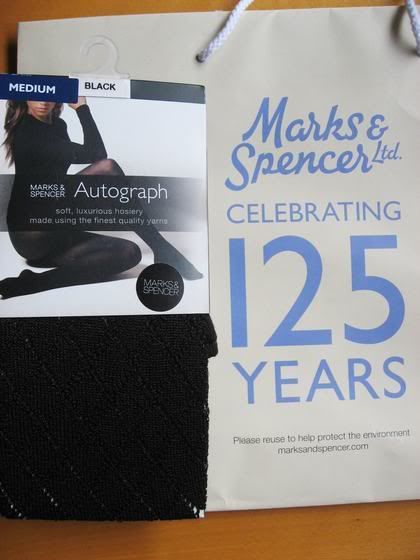 MEDIUM
BLACK
MARKS &
SPENCER
Autograph
soft, luxurious hosiery
made using the finest quality yarns
MARKS &
SPENCER
Marks &
Spencer Ltd.
CELEBRATING
125
YEARS
Please reuse to help protect the environment
marksandspencer.com